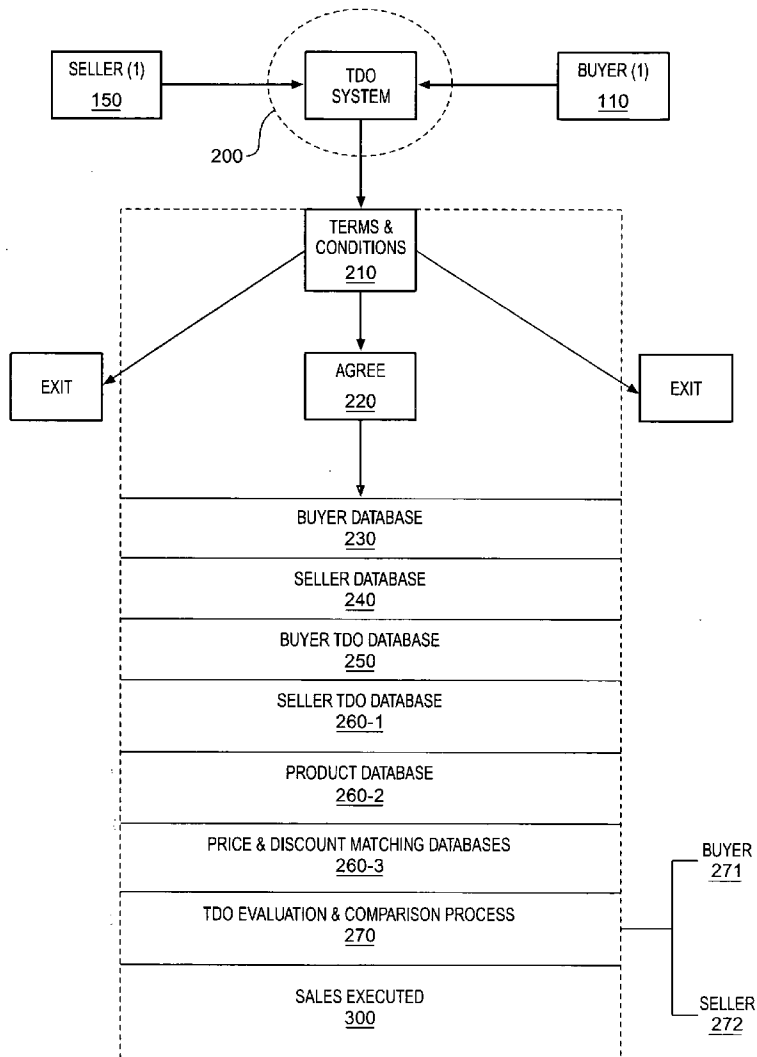 SELLER (1)
150
TDO
SYSTEM
BUYER (1)
110
200
TERMS &
CONDITIONS
210
EXIT
AGREE
220
EXIT
BUYER DATABASE
230
SELLER DATABASE
240
BUYER TDO DATABASE
250
SELLER TDO DATABASE
260-1
PRODUCT DATABASE
260-2
PRICE & DISCOUNT MATCHING DATABASES
260-3
BUYER
271
TDO EVALUATION & COMPARISON PROCESS
270
SALES EXECUTED
300
SELLER
272